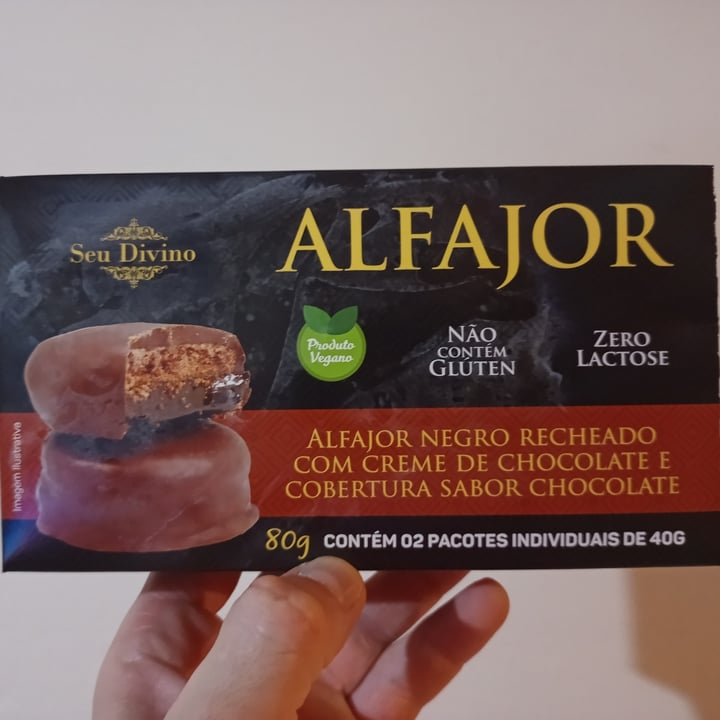 Seu Divino
ALFAJOR
Produto
Vegano
NÃO
CONTÉM
GLÚTEN
ZERO
LACTOSE
Imagem Ilustrativa
ALFAJOR NEGRO RECHEADO
COM CREME DE CHOCOLATE E
COBERTURA SABOR CHOCOLATE
80g CONTÉM 02 PACOTES INDIVIDUAIS DE 40G